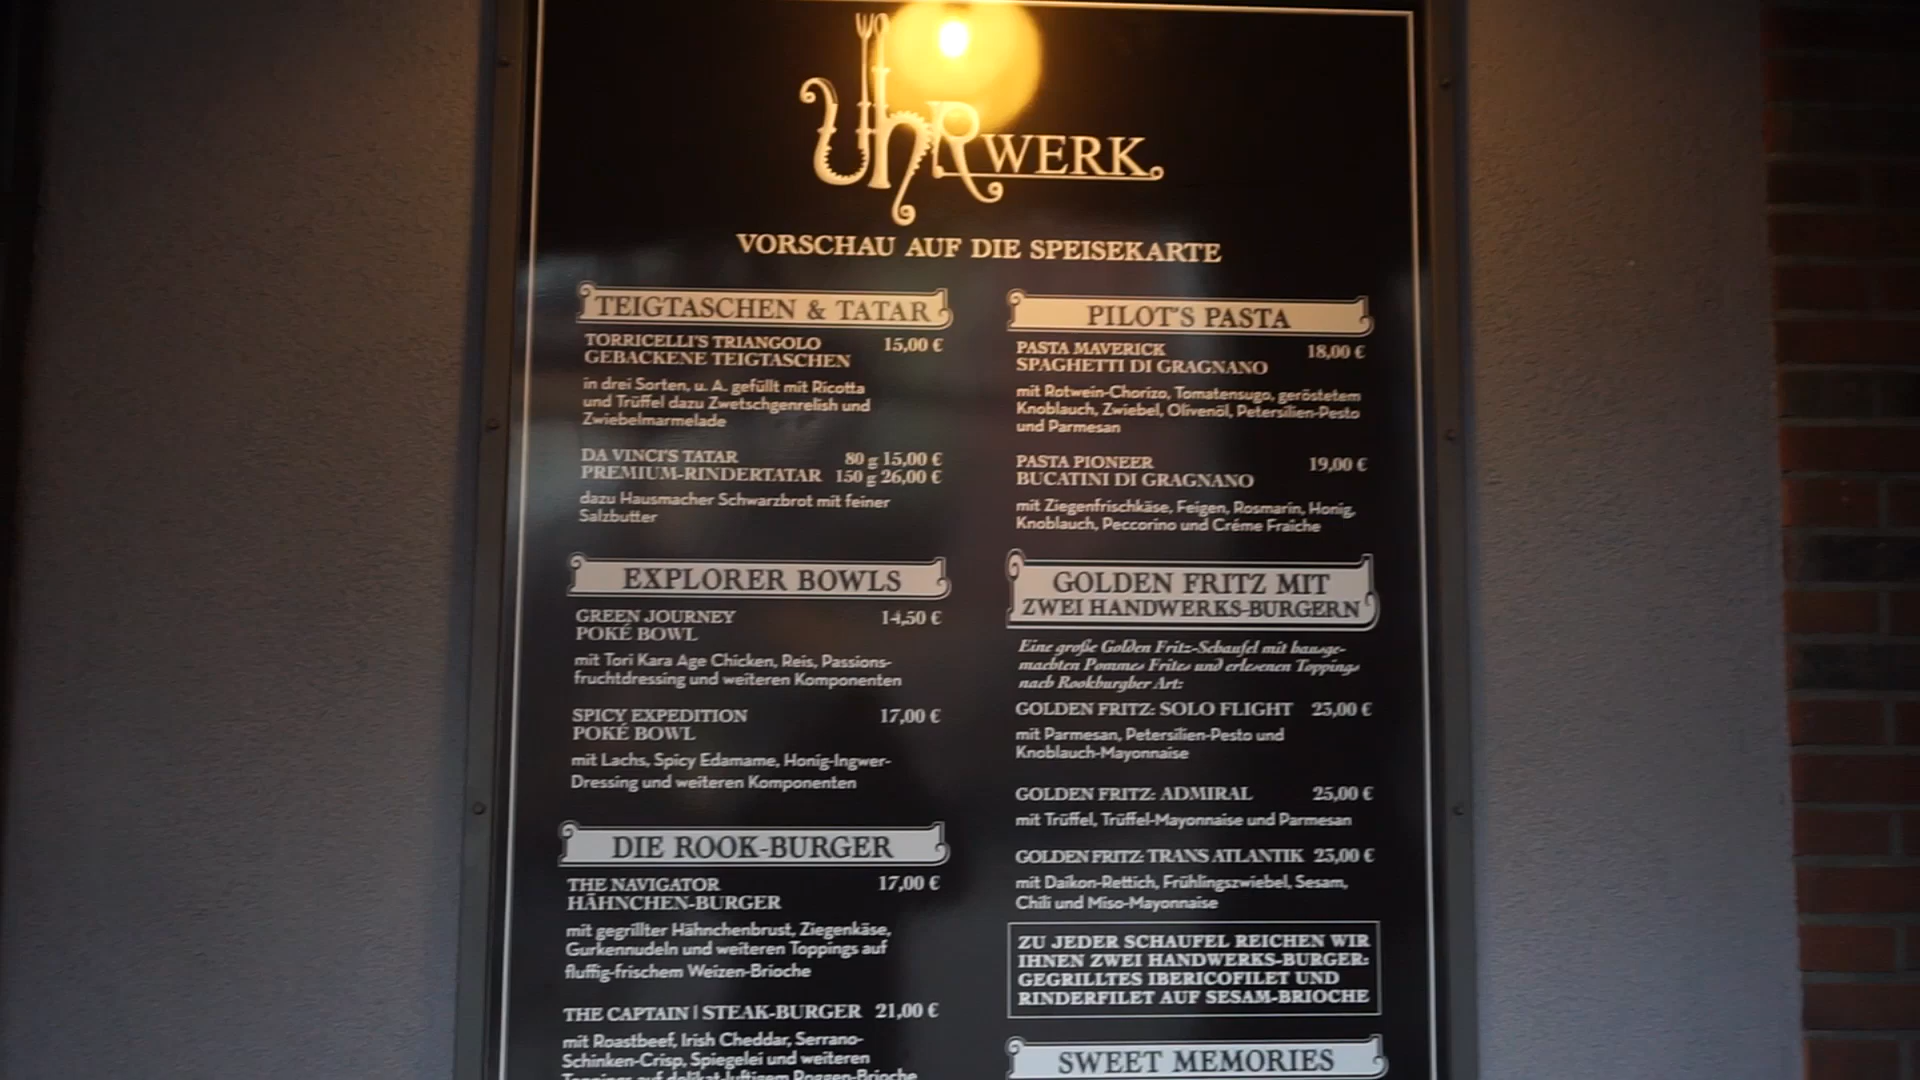 UhRWERK
VORSCHAU AUF DIE SPEISEKARTE
TEIGTASCHEN & TATAR
TORRICELLI'S TRIANGOLO 15,00 €
GEBACKENE TEIGTASCHEN
in drei Sorten, u. A. gefüllt mit Ricotta
und Trüffel dazu Zwetschgenrelish und
Zwiebelmarmelade
DA VINCI'S TATAR 80 g 15,00 €
PREMIUM-RINDERTATAR 150 g 26,00 €
dazu Hausmacher Schwarzbrot mit feiner
Salzbutter
EXPLORER BOWLS
GREEN JOURNEY 14,50 €
POKÉ BOWL
mit Tori Kara Age Chicken, Reis, Passions-
fruchtdressing und weiteren Komponenten
SPICY EXPEDITION 17,00 €
POKÉ BOWL
mit Lachs, Spicy Edamame, Honig-Ingwer-
Dressing und weiteren Komponenten
DIE ROOK-BURGER
THE NAVIGATOR 17,00 €
HÄHNCHEN-BURGER
mit gegrillter Hähnchenbrust, Ziegenkäse,
Gurkennudeln und weiteren Toppings auf
fluffig-frischem Weizen-Brioche
THE CAPTAIN | STEAK-BURGER 21,00 €
mit Roastbeef, Irish Cheddar, Serrano-
Schinken-Crisp, Spiegelei und weiteren
Toppings auf delikat-luftigem Roggen-Brioche
PILOT'S PASTA
PASTA MAVERICK 18,00 €
SPAGHETTI DI GRAGNANO
mit Rotwein-Chorizo, Tomatensugo, geröstetem
Knoblauch, Zwiebel, Olivenöl, Petersilien-Pesto
und Parmesan
PASTA PIONEER 19,00 €
BUCATINI DI GRAGNANO
mit Ziegenfrischkäse, Feigen, Rosmarin, Honig,
Knoblauch, Peccorino und Créme Fraîche
GOLDEN FRITZ MIT
ZWEI HANDWERKS-BURGERN
Eine große Golden Fritz-Schaufel mit hausge-
machten Pommes Frites und erlesenen Toppings
nach Rookburgher Art:
GOLDEN FRITZ: SOLO FLIGHT 23,00 €
mit Parmesan, Petersilien-Pesto und
Knoblauch-Mayonnaise
GOLDEN FRITZ: ADMIRAL 25,00 €
mit Trüffel, Trüffel-Mayonnaise und Parmesan
GOLDEN FRITZ: TRANS ATLANTIK 23,00 €
mit Daikon-Rettich, Frühlingszwiebel, Sesam,
Chili und Miso-Mayonnaise
ZU JEDER SCHAUFEL REICHEN WIR
IHNEN ZWEI HANDWERKS-BURGER:
GEGRILLTES IBERICOFILET UND
RINDERFILET AUF SESAM-BRIOCHE
SWEET MEMORIES